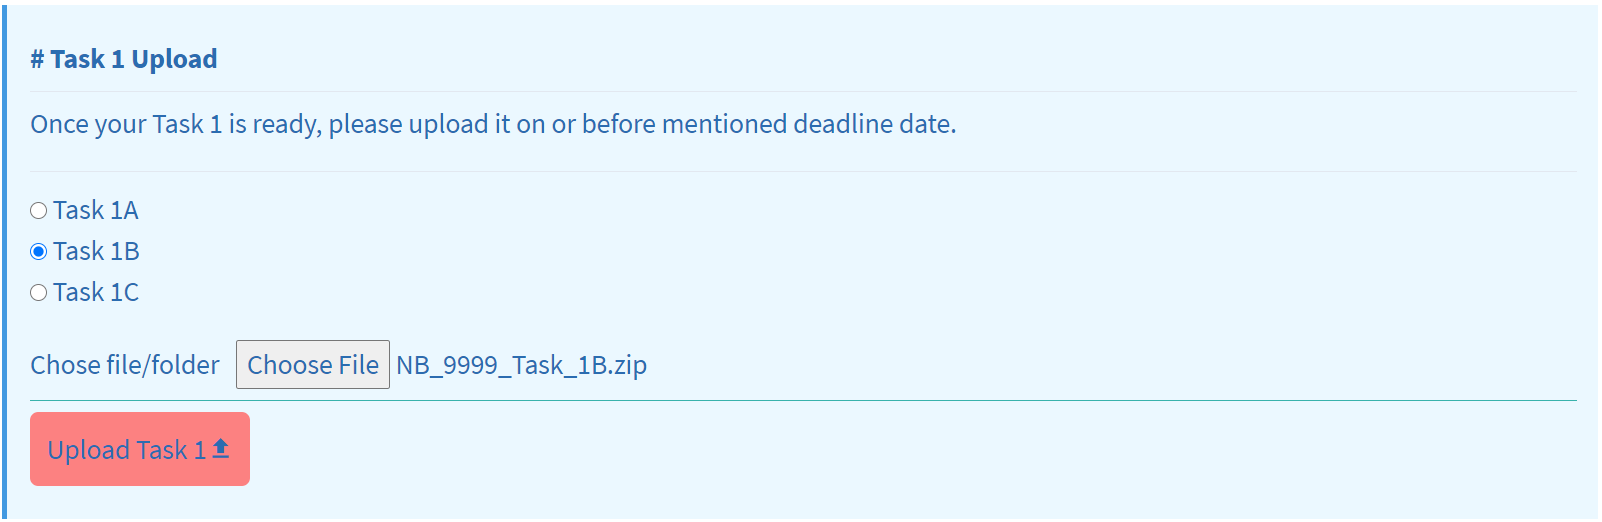 # Task 1 Upload
Once your Task 1 is ready, please upload it on or before mentioned deadline date.
Task 1A
Task 1B
Task 1C
Chose file/folder Choose File NB_9999_Task_1B.zip
Upload Task 1